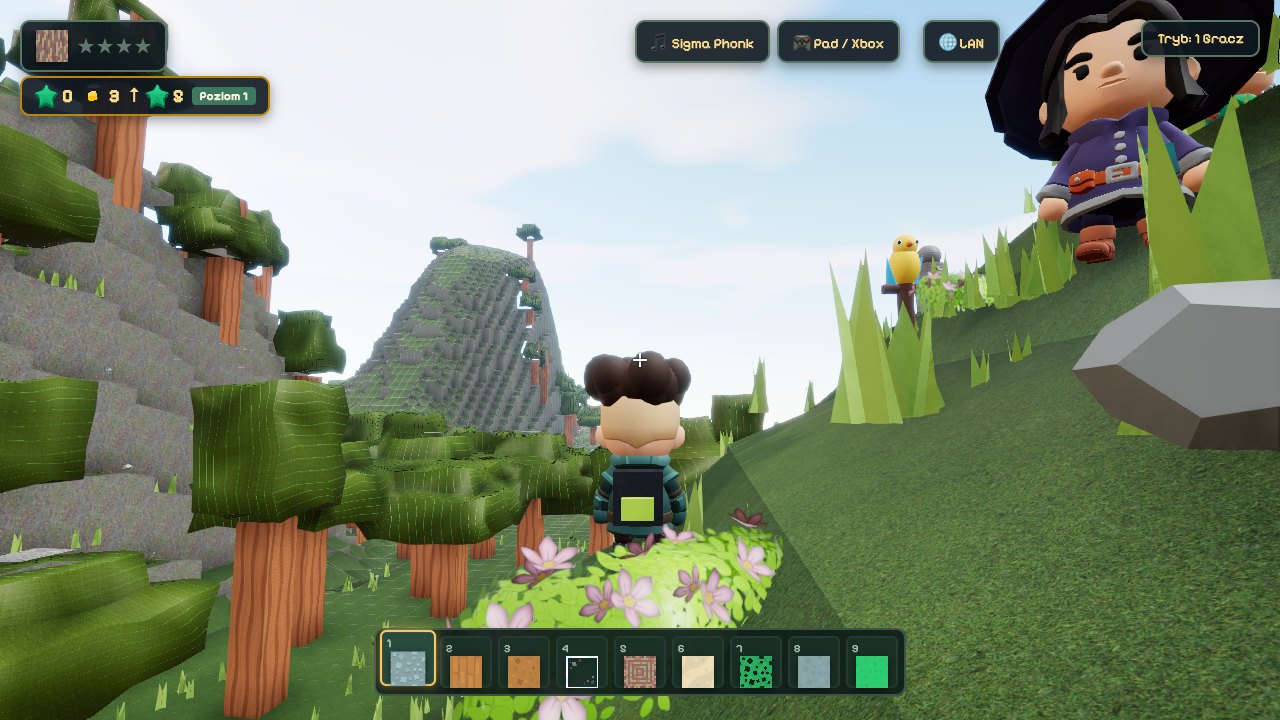 Sigma Phonk
Pad / Xbox
LAN
Tryb: 1 Gracz
0 3 ↑ 8 Poziom 1
1 2 3 4 5 6 7 8 9